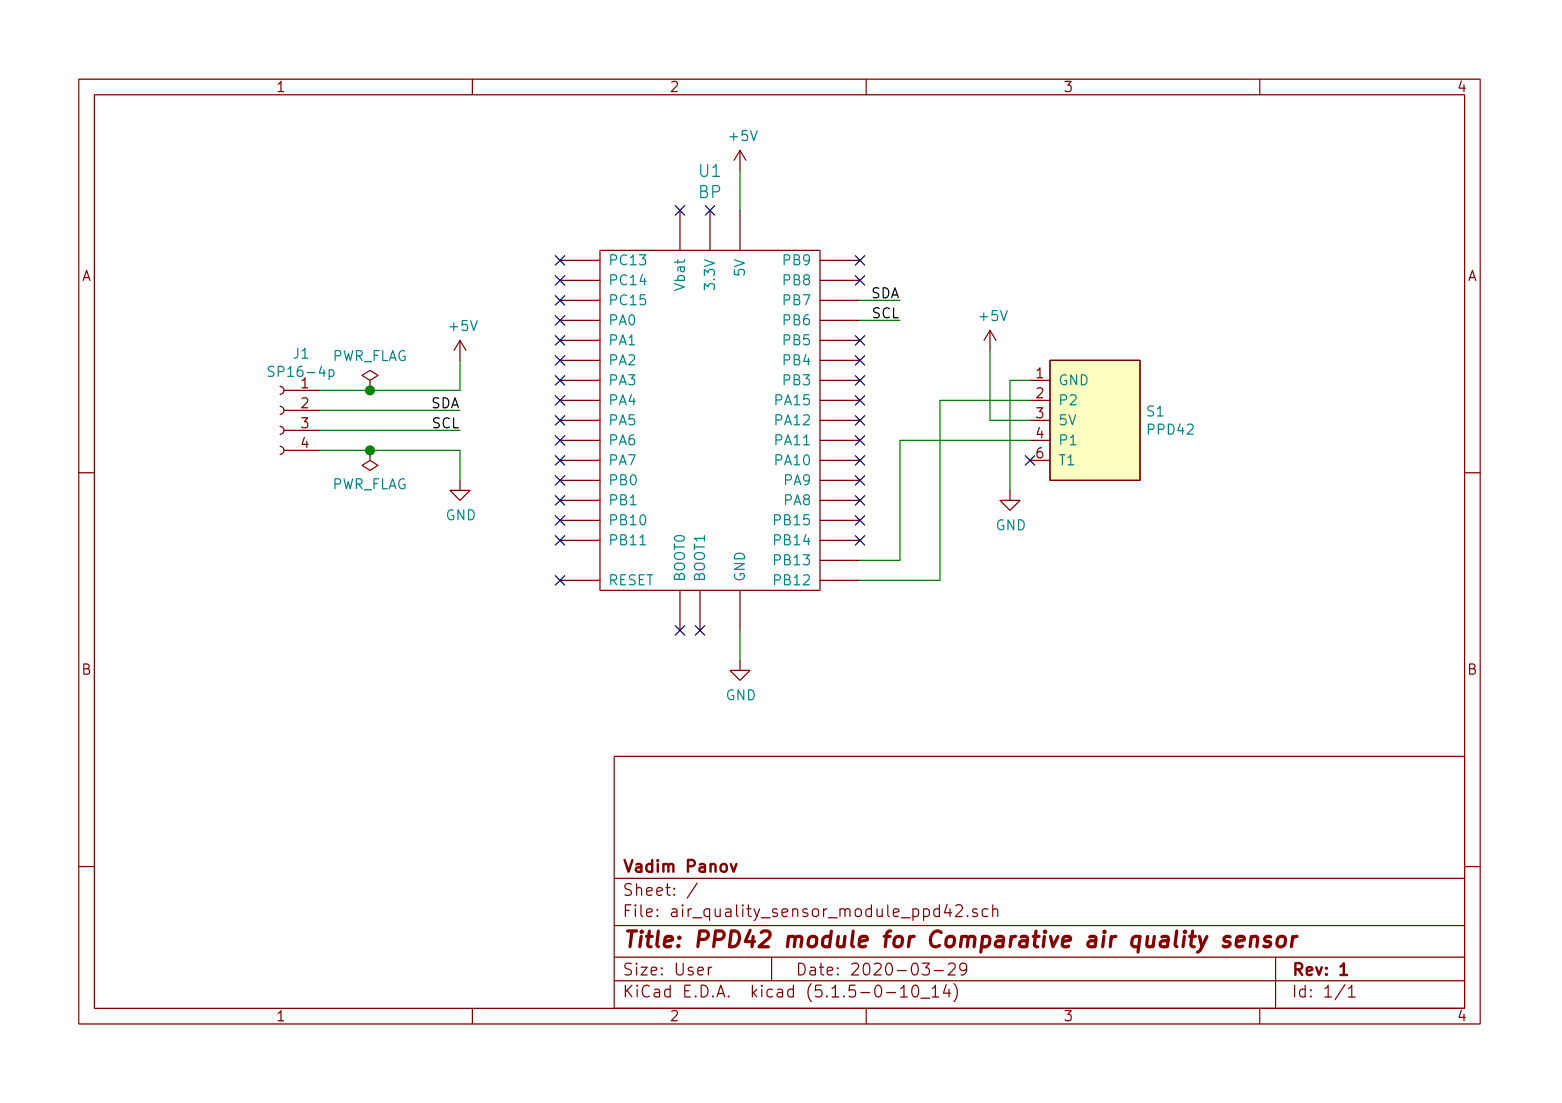 1 2 3 4
A A
B B
+5V
U1
BP
PC13
PC14
PC15
PA0
PA1
PA2
PA3
PA4
PA5
PA6
PA7
PB0
PB1
PB10
PB11
RESET
Vbat
3.3V
5V
BOOT0
BOOT1
GND
PB9
PB8
PB7
PB6
PB5
PB4
PB3
PA15
PA12
PA11
PA10
PA9
PA8
PB15
PB14
PB13
PB12
SDA
SCL
GND
+5V
J1
SP16-4p
PWR_FLAG
1
2
3
4
SDA
SCL
PWR_FLAG
GND
+5V
1 GND
2 P2
3 5V
4 P1
6 T1
S1
PPD42
GND
Vadim Panov
Sheet: /
File: air_quality_sensor_module_ppd42.sch
Title: PPD42 module for Comparative air quality sensor
Size: User Date: 2020-03-29 Rev: 1
KiCad E.D.A. kicad (5.1.5-0-10_14) Id: 1/1
1 2 3 4